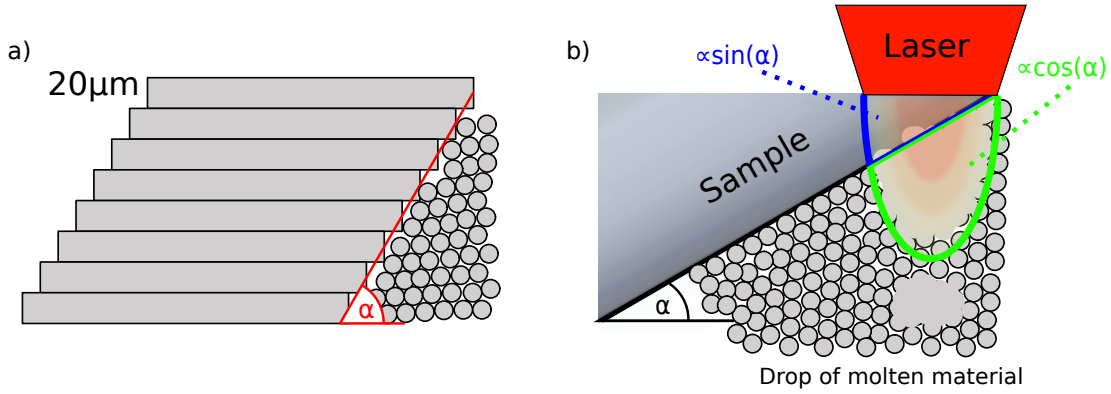 a)
20µm
α
b)
Laser
∝sin(α)
∝cos(α)
Sample
α
Drop of molten material